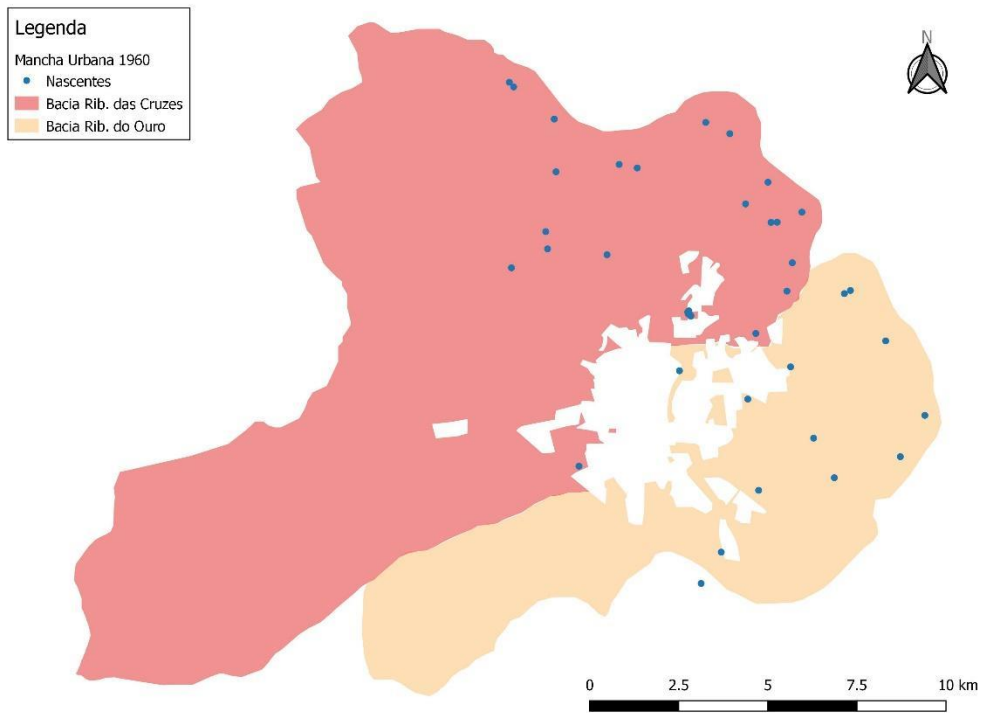 Legenda
Mancha Urbana 1960
Nascentes
Bacia Rib. das Cruzes
Bacia Rib. do Ouro
N
0 2.5 5 7.5 10 km